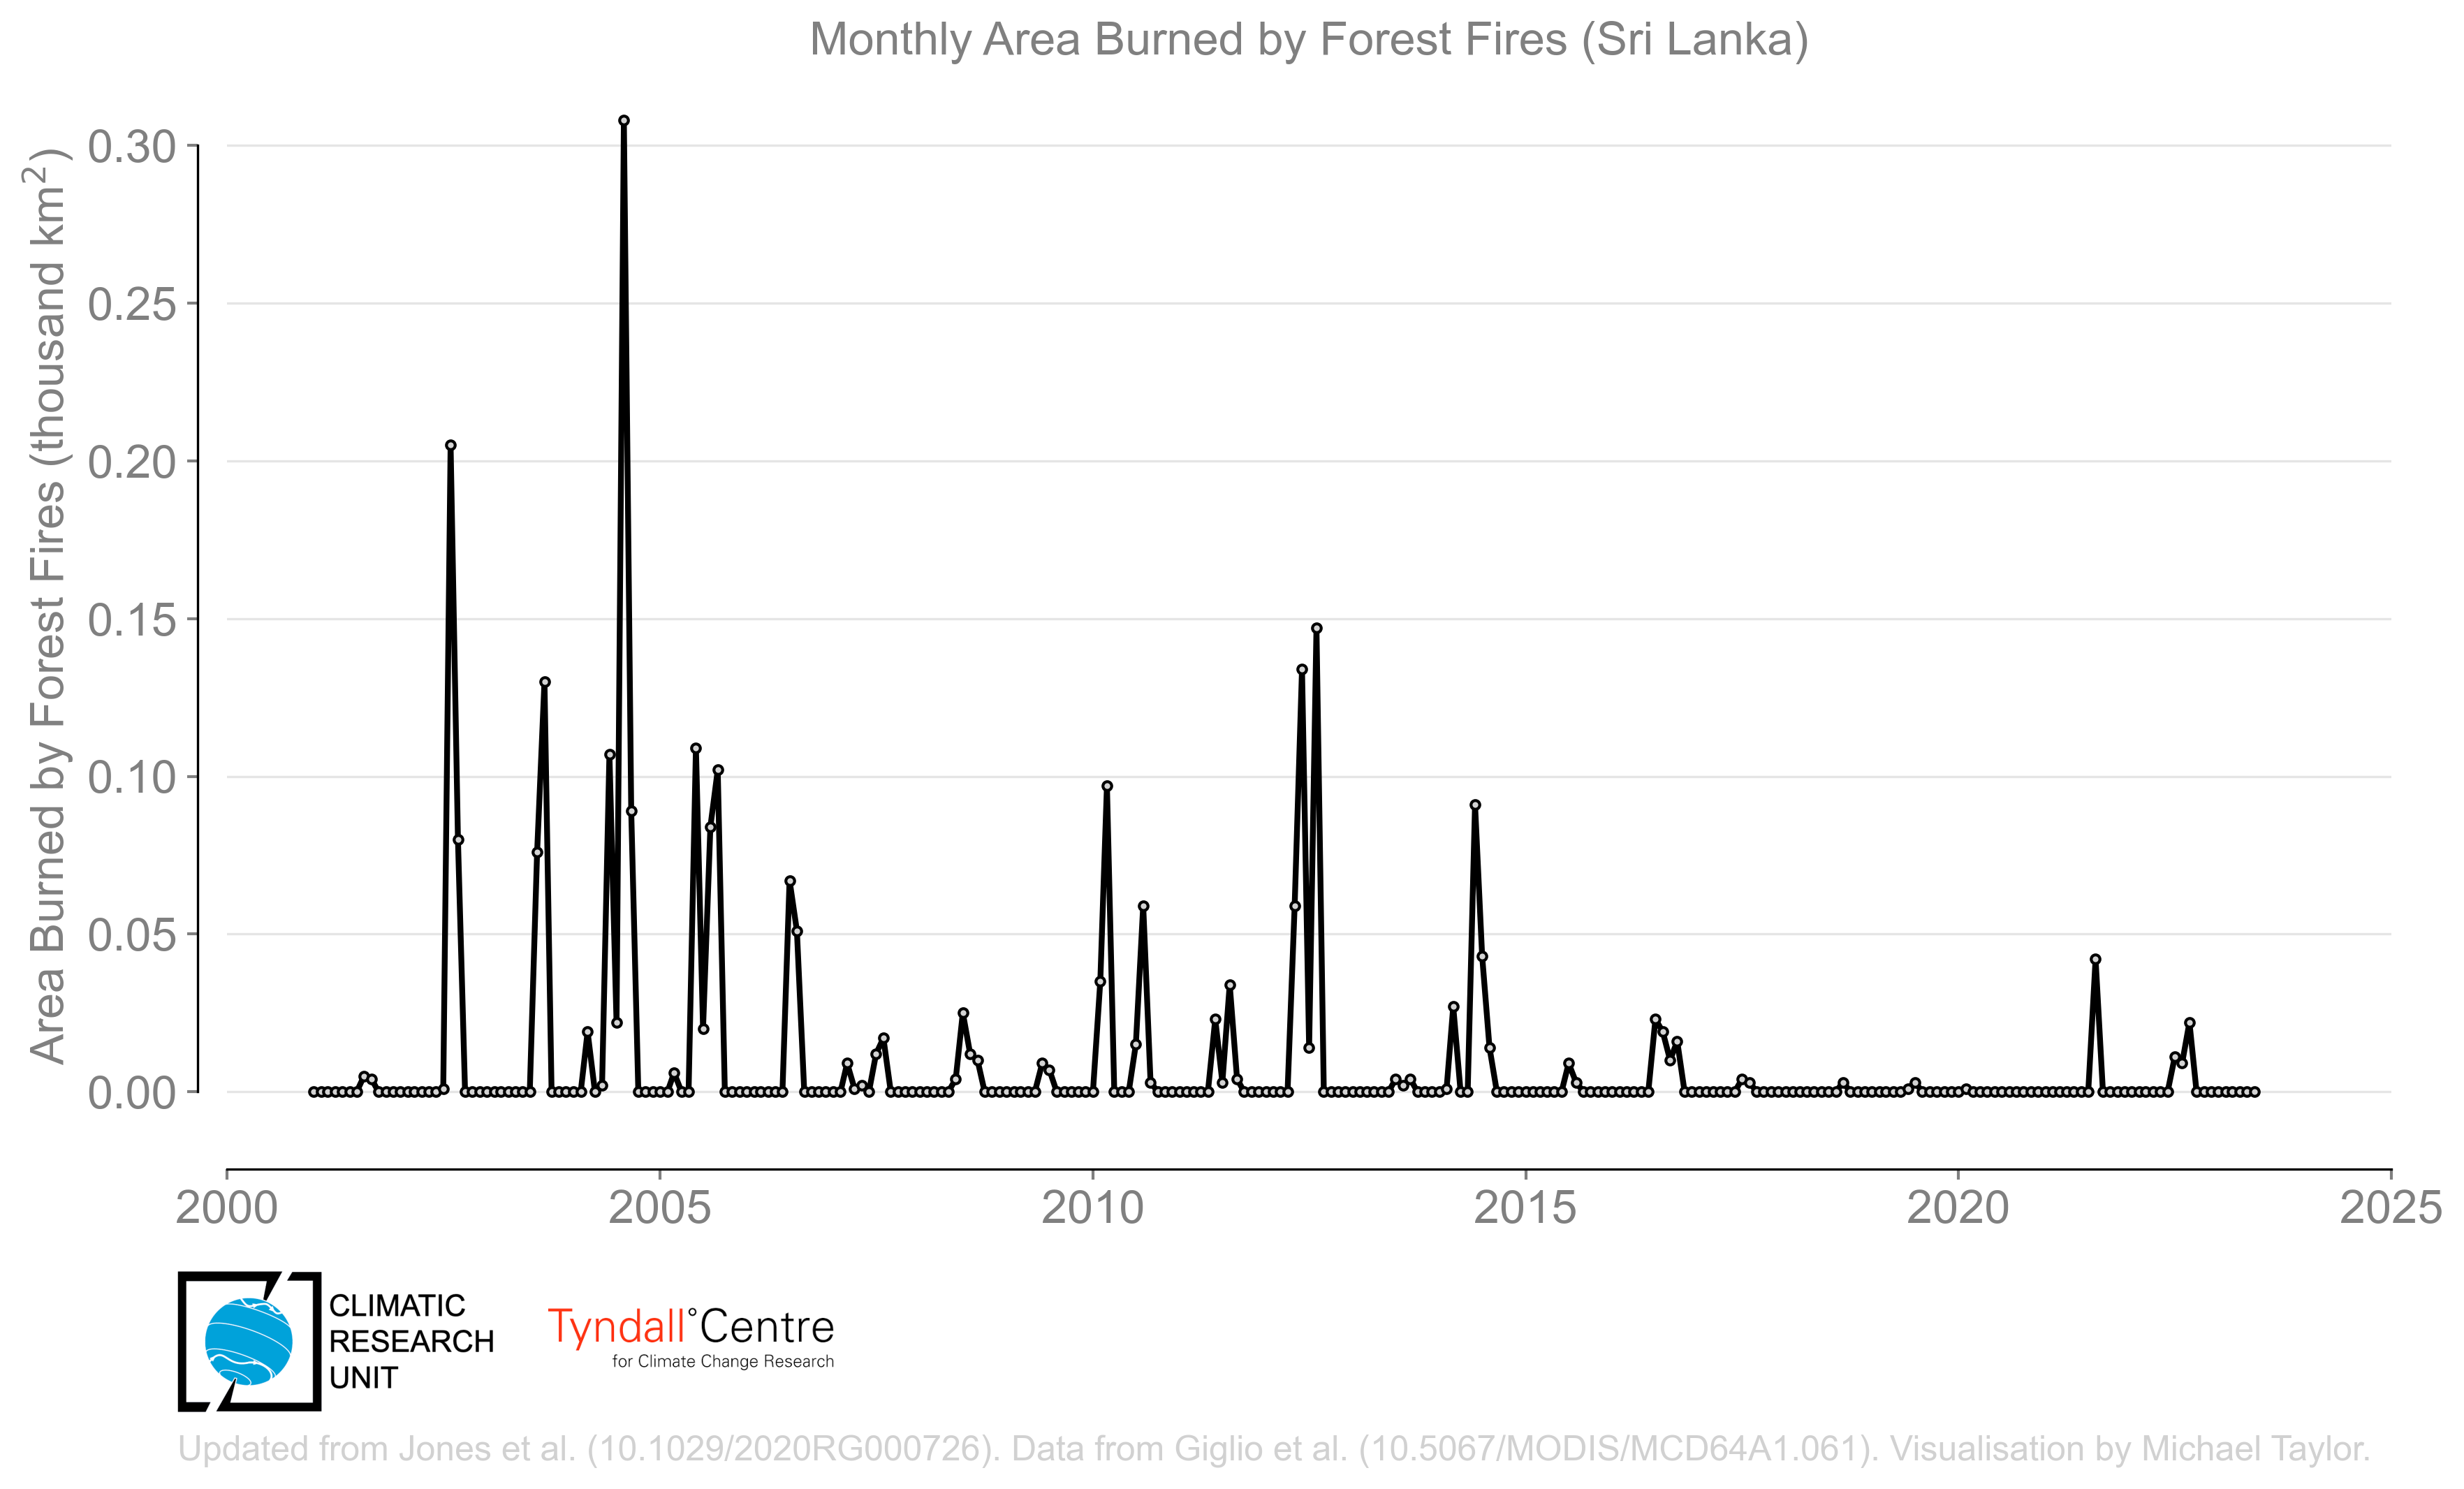 Monthly Area Burned by Forest Fires (Sri Lanka)
Area Burned by Forest Fires (thousand km²)
0.30
0.25
0.20
0.15
0.10
0.05
0.00
2000 2005 2010 2015 2020 2025
CLIMATIC
RESEARCH
UNIT
Tyndall°Centre
for Climate Change Research
Updated from Jones et al. (10.1029/2020RG000726). Data from Giglio et al. (10.5067/MODIS/MCD64A1.061). Visualisation by Michael Taylor.